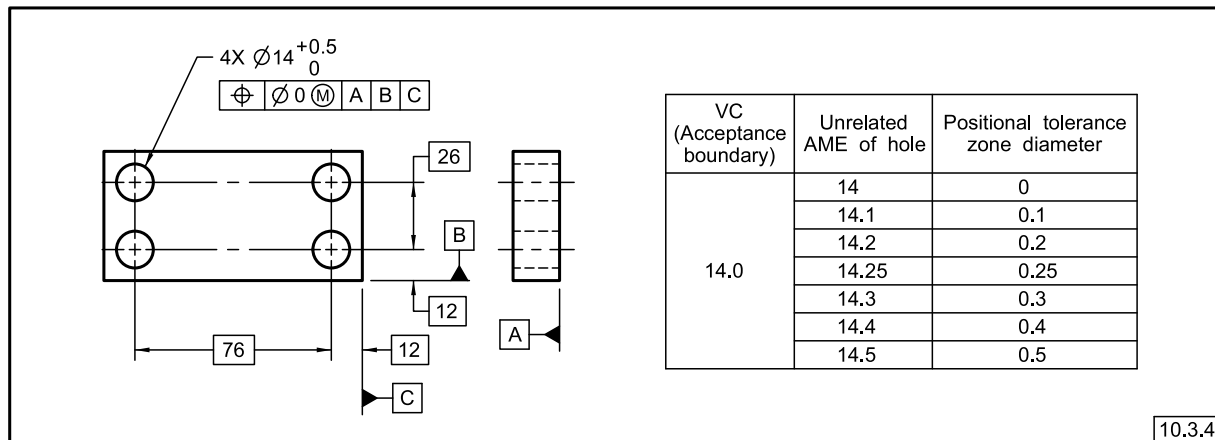 4X ⌀14 +0.5
0
⌖ ⌀0 Ⓜ A B C
26
B
12
A
76
12
C
VC (Acceptance boundary)
Unrelated AME of hole
Positional tolerance zone diameter
14.0
14 0
14.1 0.1
14.2 0.2
14.25 0.25
14.3 0.3
14.4 0.4
14.5 0.5
10.3.4